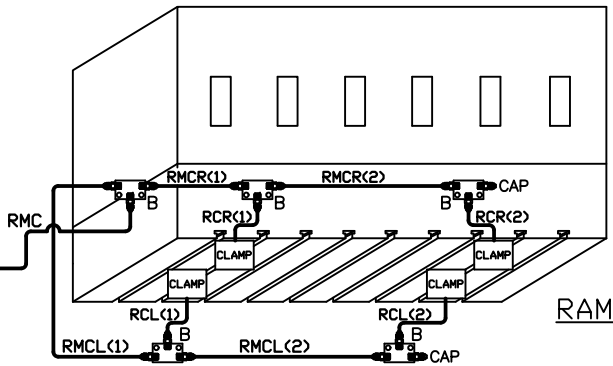 RMCR(1)
RMCR(2)
CAP
B
B
B
RMC
RCR(1)
RCR(2)
CLAMP
CLAMP
CLAMP
CLAMP
RCL(1)
RCL(2)
RAM
B
B
RMCL(1)
RMCL(2)
CAP